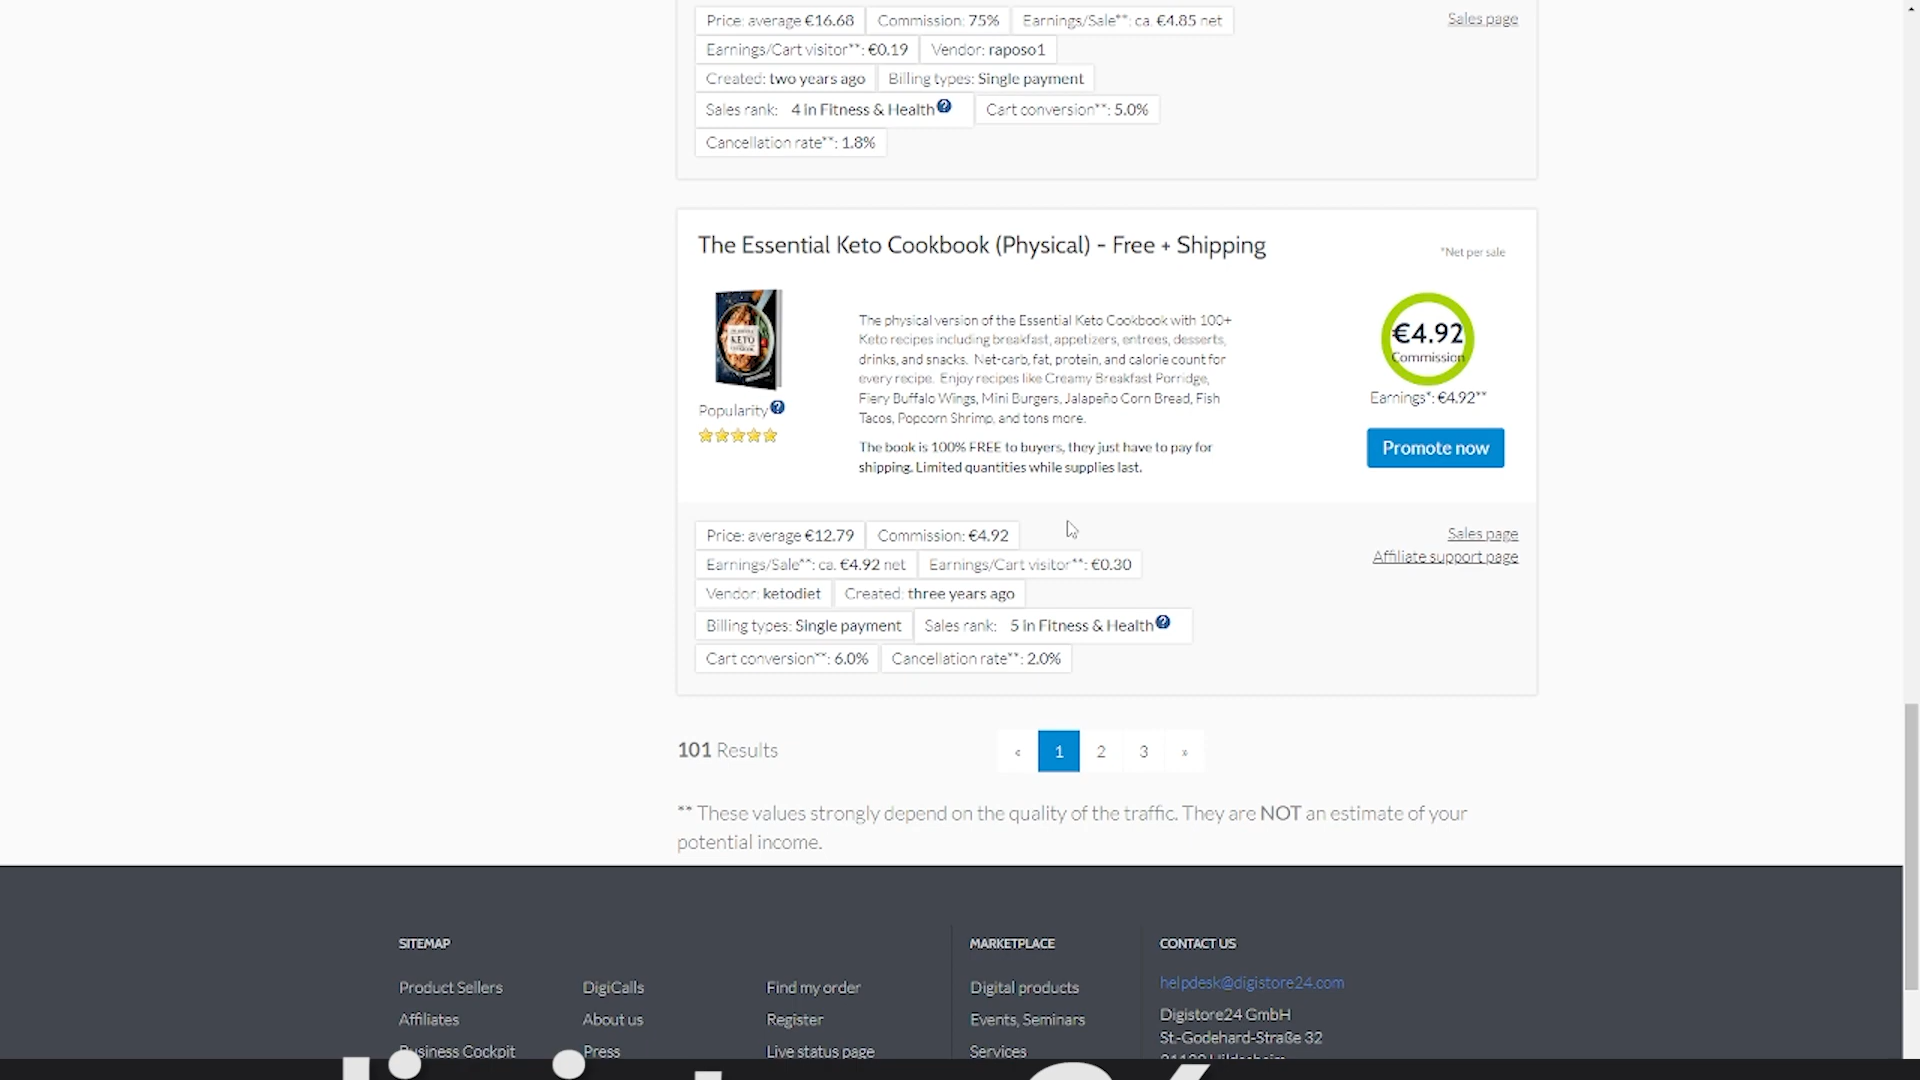 Price: average €16.68 Commission: 75% Earnings/Sale**: ca. €4.85 net Sales page
Earnings/Cart visitor**: €0.19 Vendor: raposo1
Created: two years ago Billing types: Single payment
Sales rank: 4 in Fitness & Health Cart conversion**: 5.0%
Cancellation rate**: 1.8%
The Essential Keto Cookbook (Physical) - Free + Shipping
*Net per sale
KETO
Popularity
The physical version of the Essential Keto Cookbook with 100+
Keto recipes including breakfast, appetizers, entrees, desserts,
drinks, and snacks. Net-carb, fat, protein, and calorie count for
every recipe. Enjoy recipes like Creamy Breakfast Porridge,
Fiery Buffalo Wings, Mini Burgers, Jalapeño Corn Bread, Fish
Tacos, Popcorn Shrimp, and tons more.
The book is 100% FREE to buyers, they just have to pay for
shipping. Limited quantities while supplies last.
€4.92
Commission
Earnings*: €4.92**
Promote now
Price: average €12.79 Commission: €4.92 Sales page
Earnings/Sale**: ca. €4.92 net Earnings/Cart visitor**: €0.30 Affiliate support page
Vendor: ketodiet Created: three years ago
Billing types: Single payment Sales rank: 5 in Fitness & Health
Cart conversion**: 6.0% Cancellation rate**: 2.0%
101 Results « 1 2 3 »
** These values strongly depend on the quality of the traffic. They are NOT an estimate of your
potential income.
SITEMAP MARKETPLACE CONTACT US
Product Sellers DigiCalls Find my order Digital products helpdesk@digistore24.com
Affiliates About us Register Events, Seminars Digistore24 GmbH
St.-Godehard-Straße 32
Business Cockpit Press Live status page Services